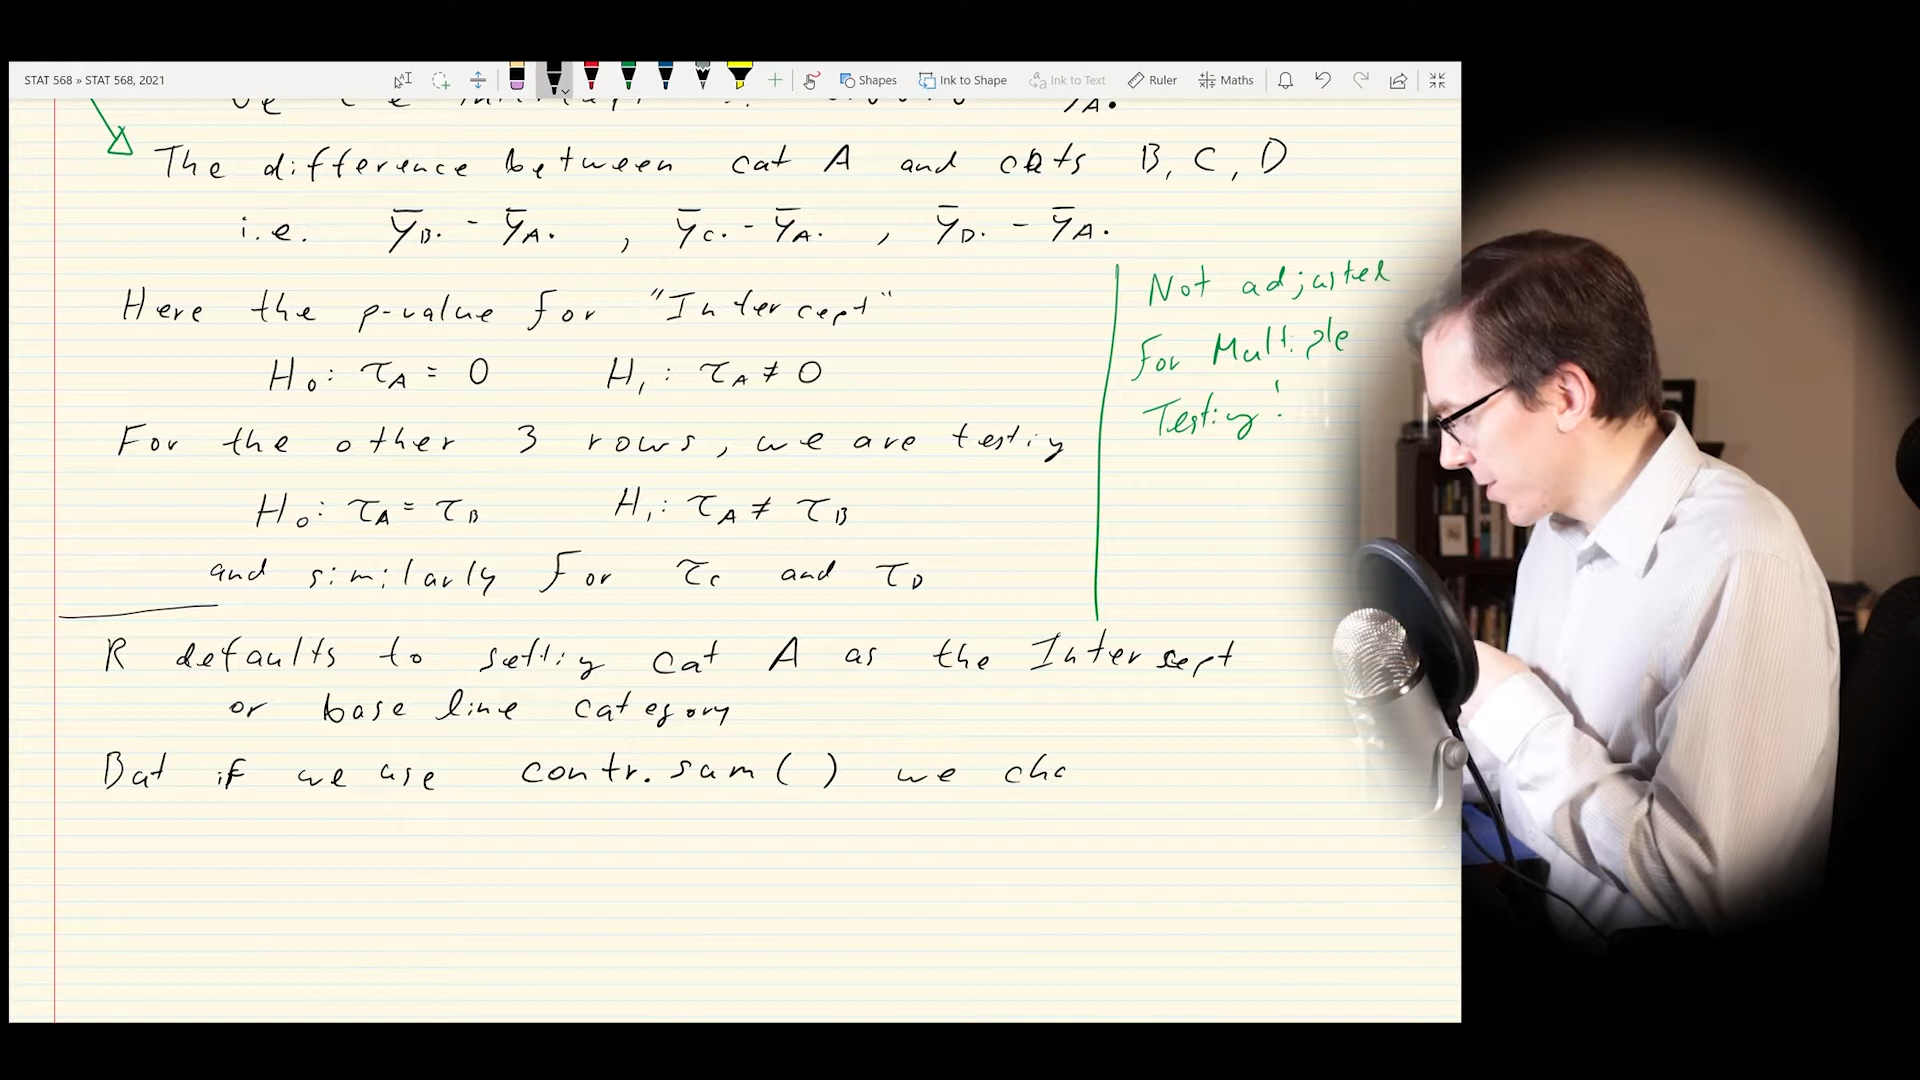 STAT 568 » STAT 568, 2021
Shapes Ink to Shape Ink to Text Ruler Maths
ȳA.
The difference between cat A and cats B, C, D
i.e. ȳB. - ȳA. , ȳC. - ȳA. , ȳD. - ȳA.
Here the p-value for "Intercept"
H₀: τA = 0 H₁: τA ≠ 0
For the other 3 rows, we are testing
H₀: τA = τB H₁: τA ≠ τB
and similarly for τC and τD
Not adjusted
For Multiple
Testing!
R defaults to setting cat A as the Intercept
or baseline category
But if we use contr.sum( ) we cha